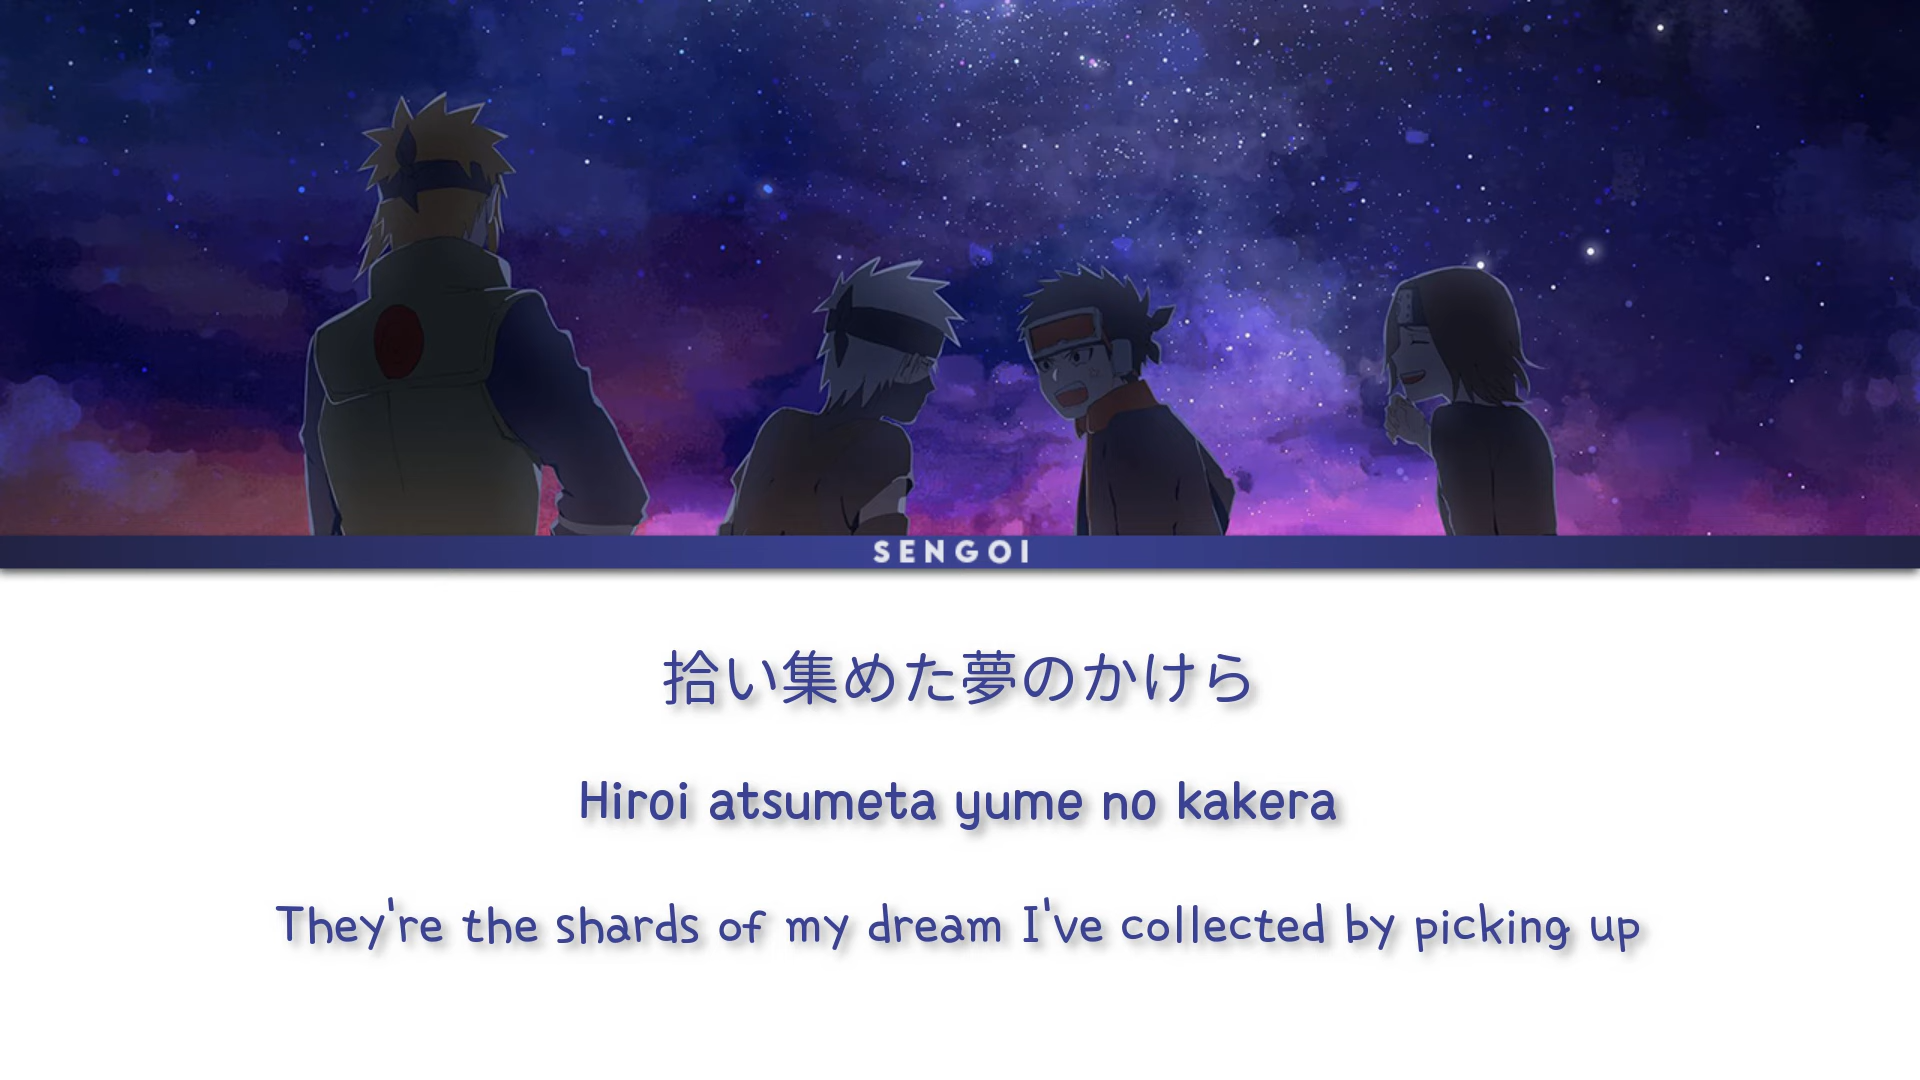 SENGOI
拾い集めた夢のかけら
Hiroi atsumeta yume no kakera
They're the shards of my dream I've collected by picking up